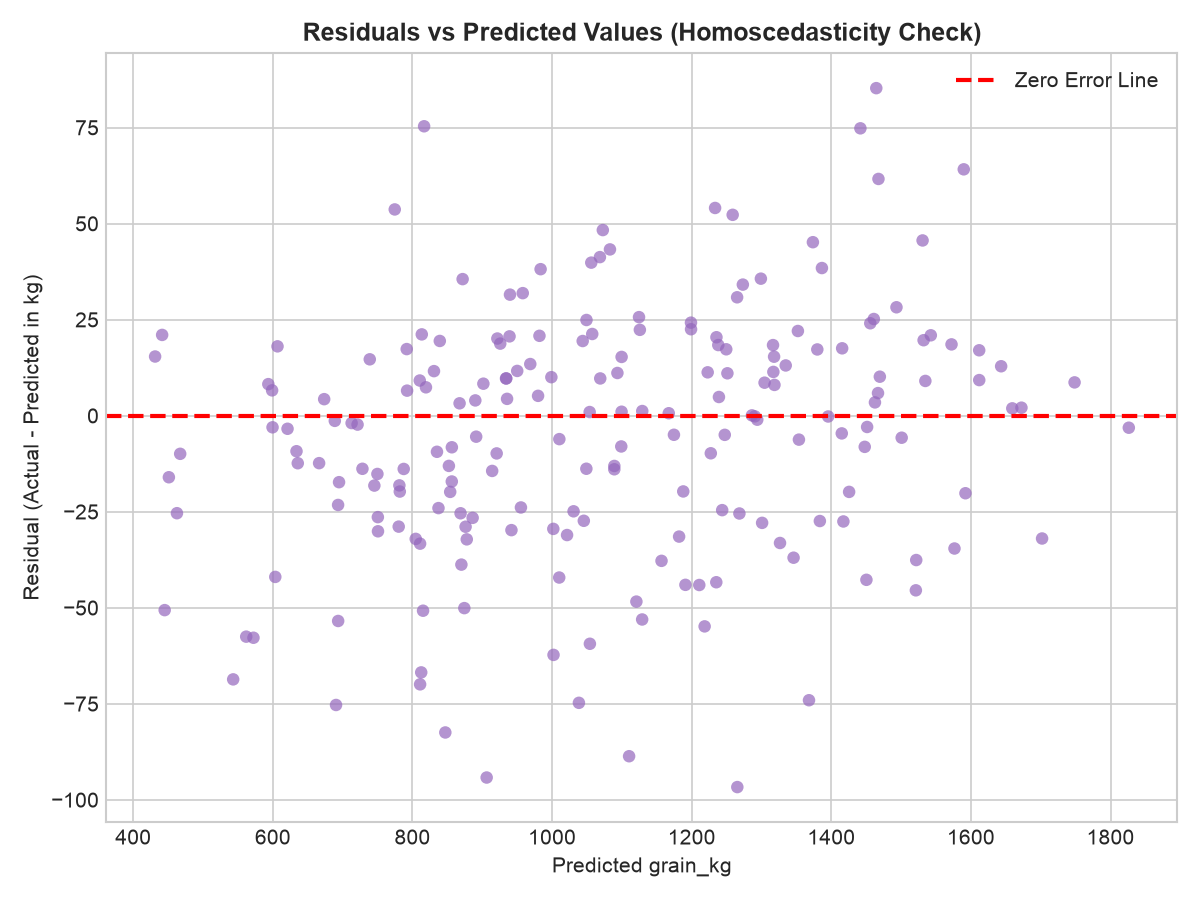 Residuals vs Predicted Values (Homoscedasticity Check)
Zero Error Line
Residual (Actual - Predicted in kg)
75
50
25
0
−25
−50
−75
−100
400 600 800 1000 1200 1400 1600 1800
Predicted grain_kg